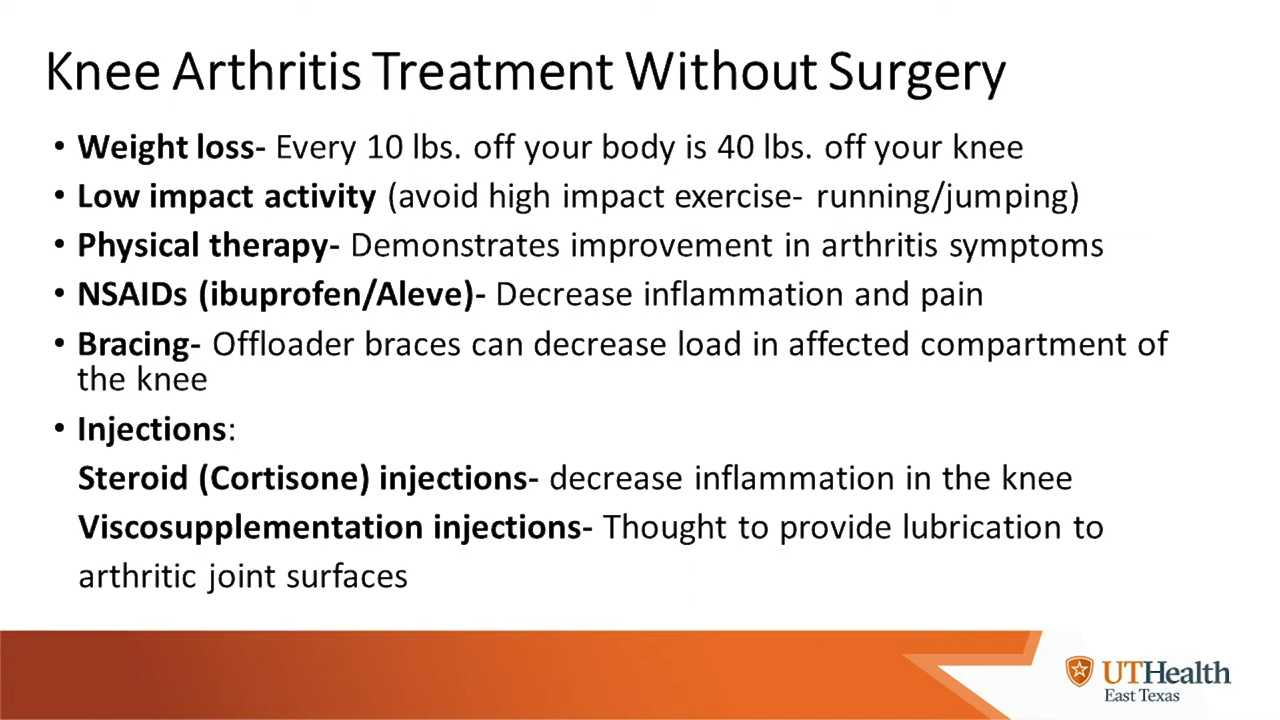 Knee Arthritis Treatment Without Surgery
• Weight loss- Every 10 lbs. off your body is 40 lbs. off your knee
• Low impact activity (avoid high impact exercise- running/jumping)
• Physical therapy- Demonstrates improvement in arthritis symptoms
• NSAIDs (ibuprofen/Aleve)- Decrease inflammation and pain
• Bracing- Offloader braces can decrease load in affected compartment of
the knee
• Injections:
Steroid (Cortisone) injections- decrease inflammation in the knee
Viscosupplementation injections- Thought to provide lubrication to
arthritic joint surfaces
UTHealth
East Texas